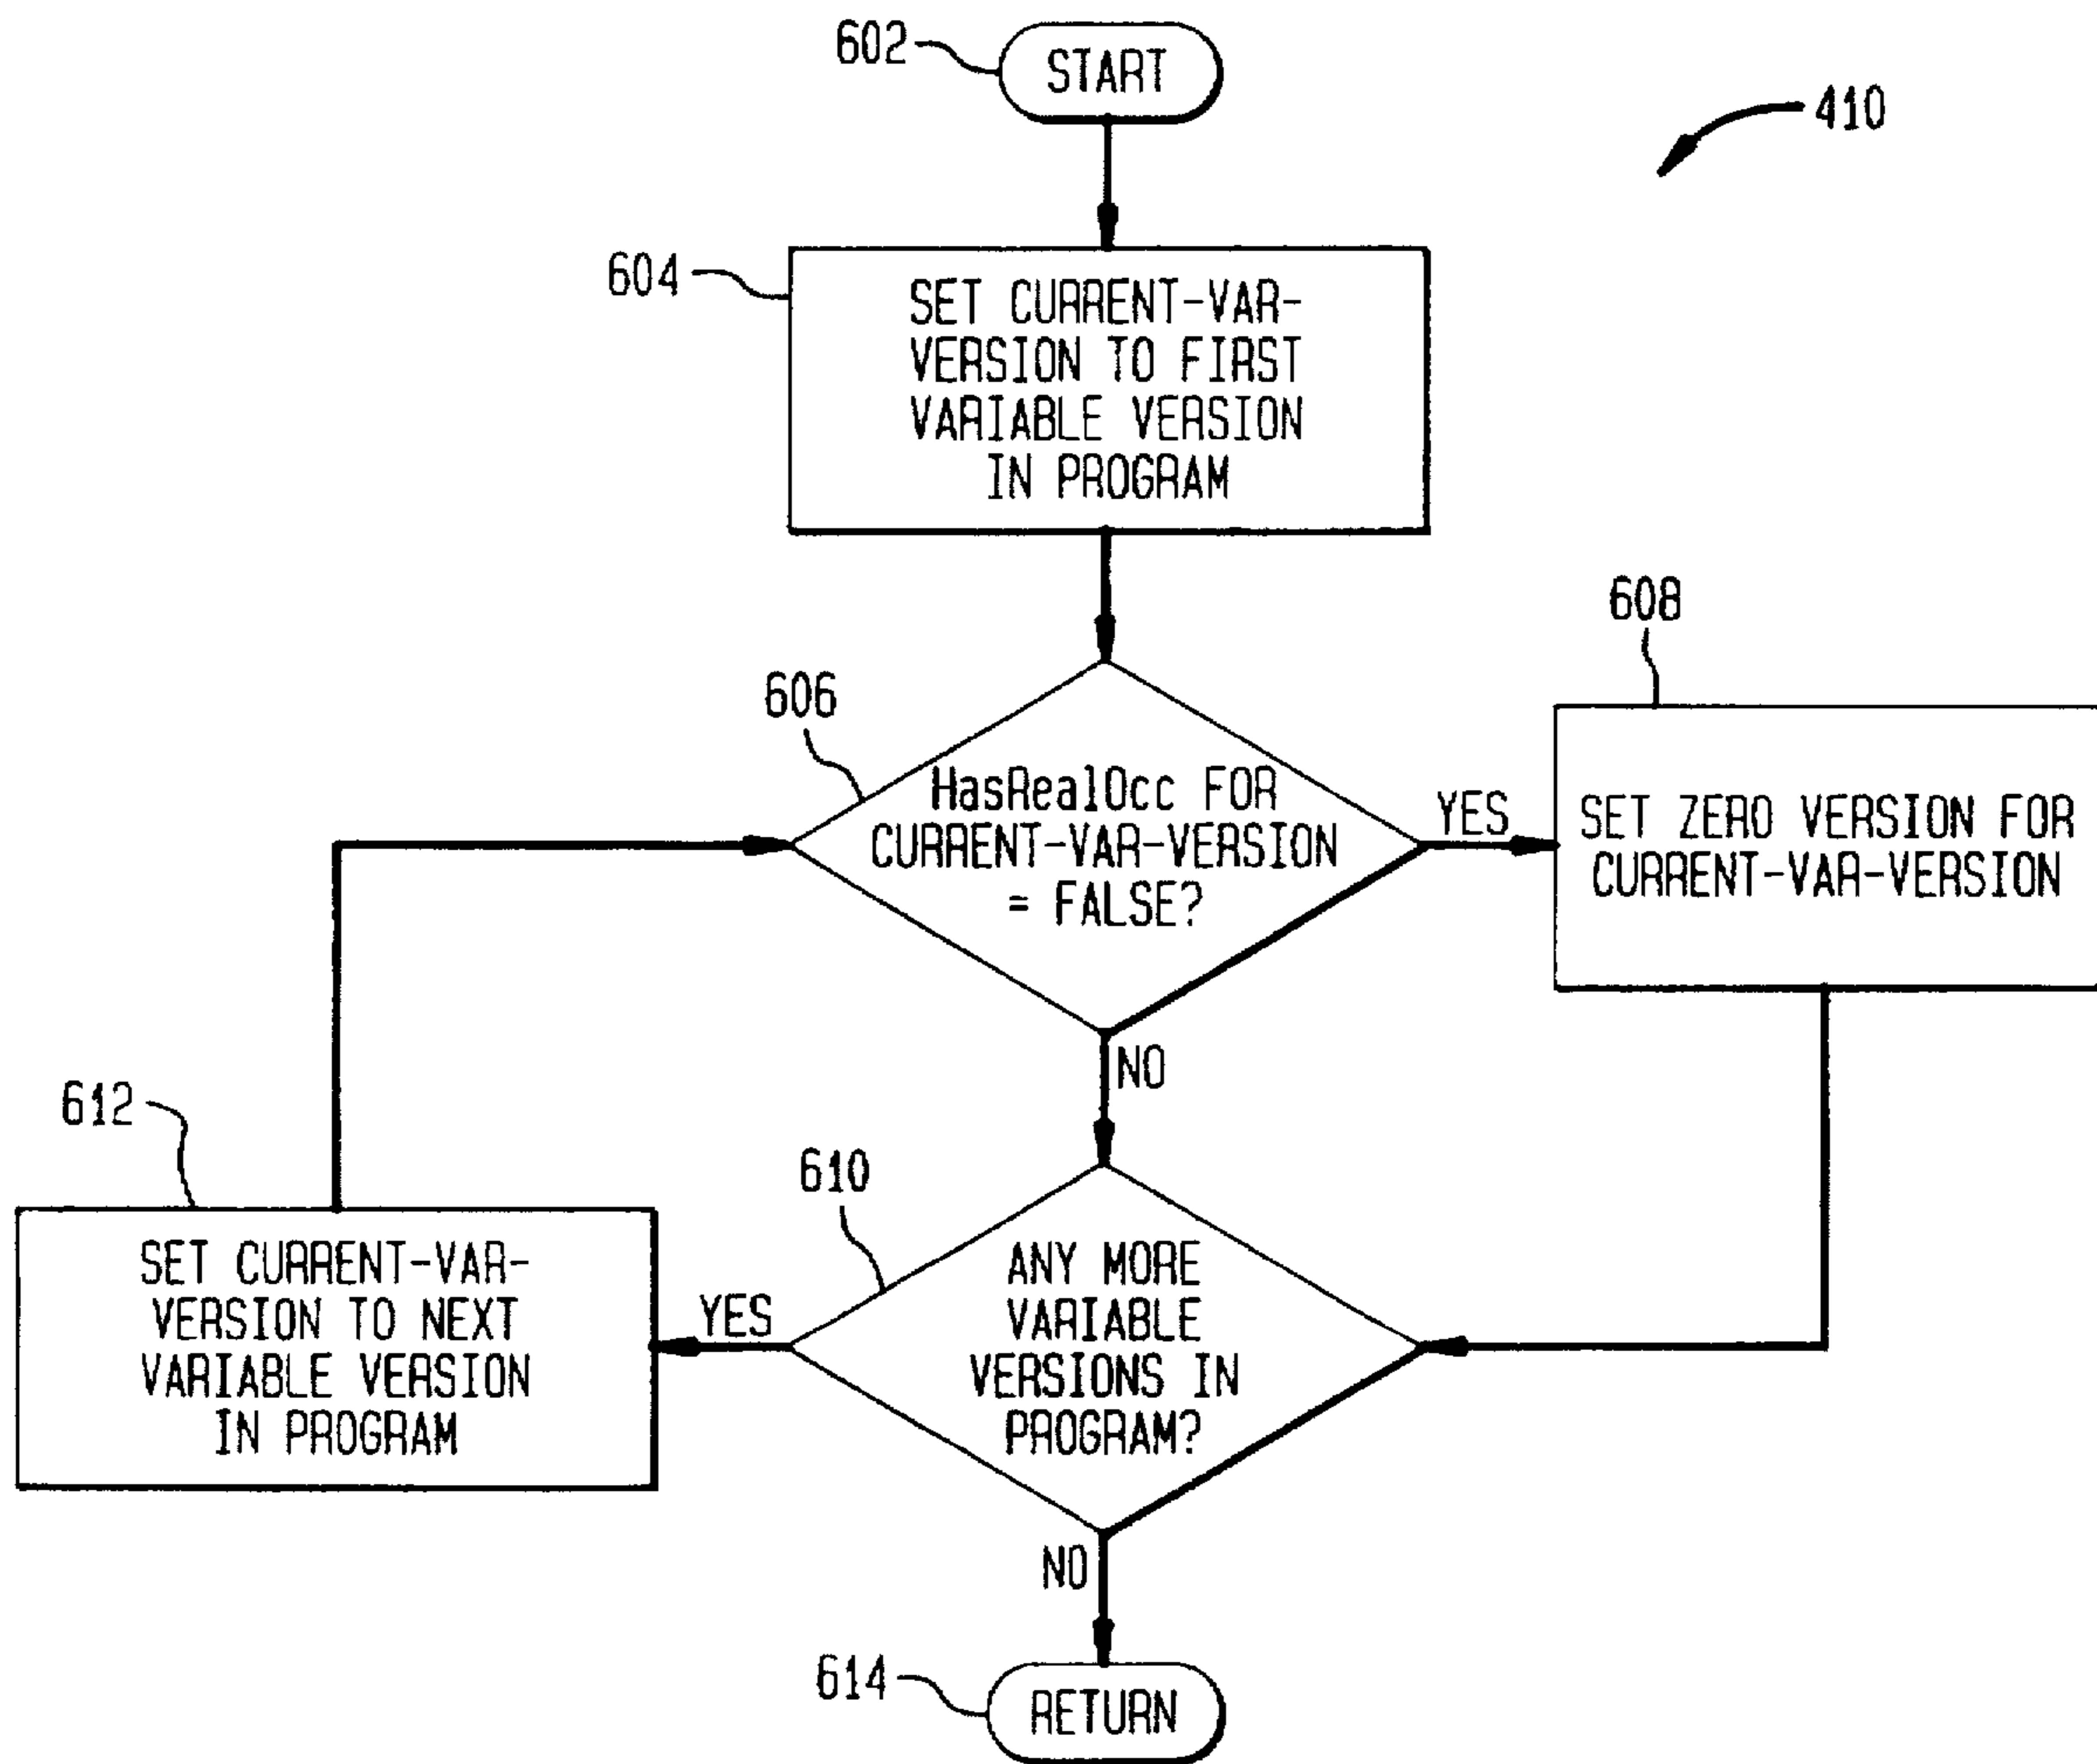 602
START
410
604
SET CURRENT-VAR-
VERSION TO FIRST
VARIABLE VERSION
IN PROGRAM
608
606
HasRealOcc FOR
CURRENT-VAR-VERSION
= FALSE?
YES
SET ZERO VERSION FOR
CURRENT-VAR-VERSION
NO
612
610
SET CURRENT-VAR-
VERSION TO NEXT
VARIABLE VERSION
IN PROGRAM
YES
ANY MORE
VARIABLE
VERSIONS IN
PROGRAM?
NO
614
RETURN